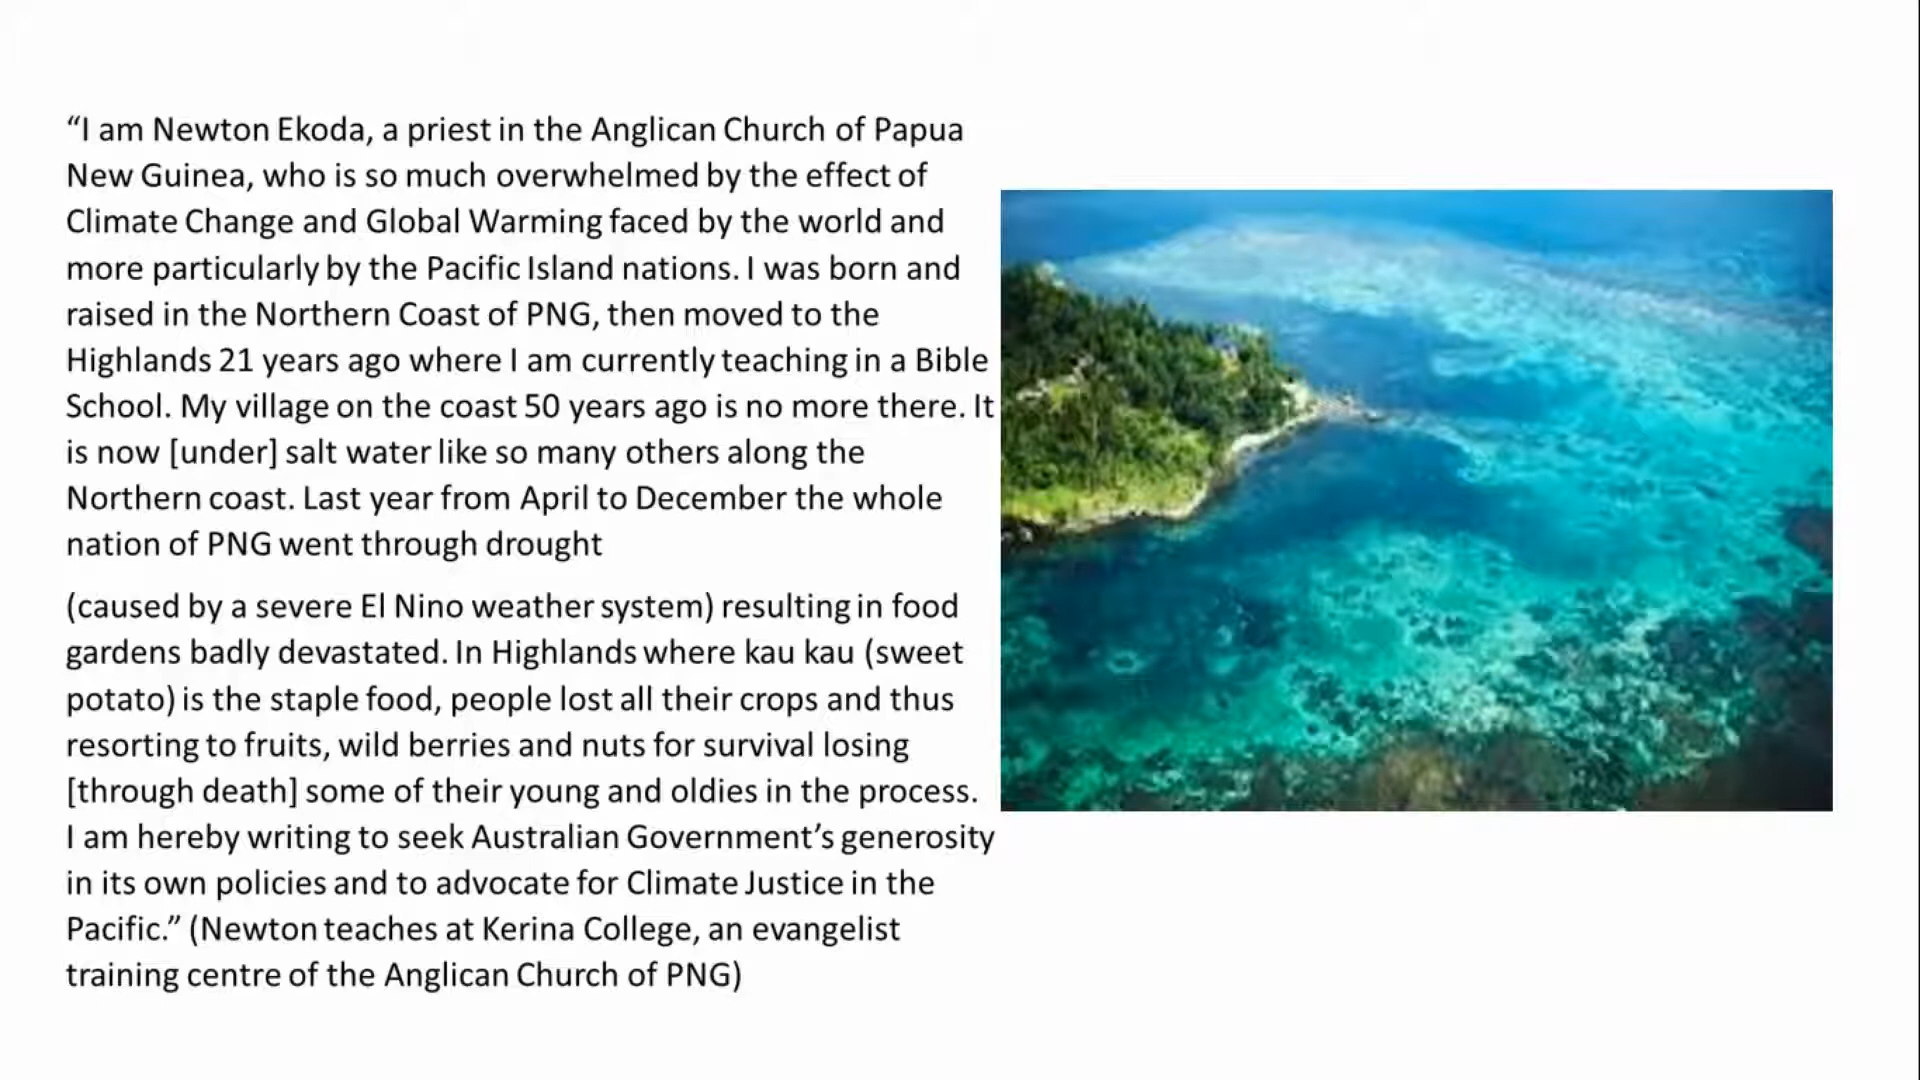 “I am Newton Ekoda, a priest in the Anglican Church of Papua
New Guinea, who is so much overwhelmed by the effect of
Climate Change and Global Warming faced by the world and
more particularly by the Pacific Island nations. I was born and
raised in the Northern Coast of PNG, then moved to the
Highlands 21 years ago where I am currently teaching in a Bible
School. My village on the coast 50 years ago is no more there. It
is now [under] salt water like so many others along the
Northern coast. Last year from April to December the whole
nation of PNG went through drought
(caused by a severe El Nino weather system) resulting in food
gardens badly devastated. In Highlands where kau kau (sweet
potato) is the staple food, people lost all their crops and thus
resorting to fruits, wild berries and nuts for survival losing
[through death] some of their young and oldies in the process.
I am hereby writing to seek Australian Government’s generosity
in its own policies and to advocate for Climate Justice in the
Pacific.” (Newton teaches at Kerina College, an evangelist
training centre of the Anglican Church of PNG)